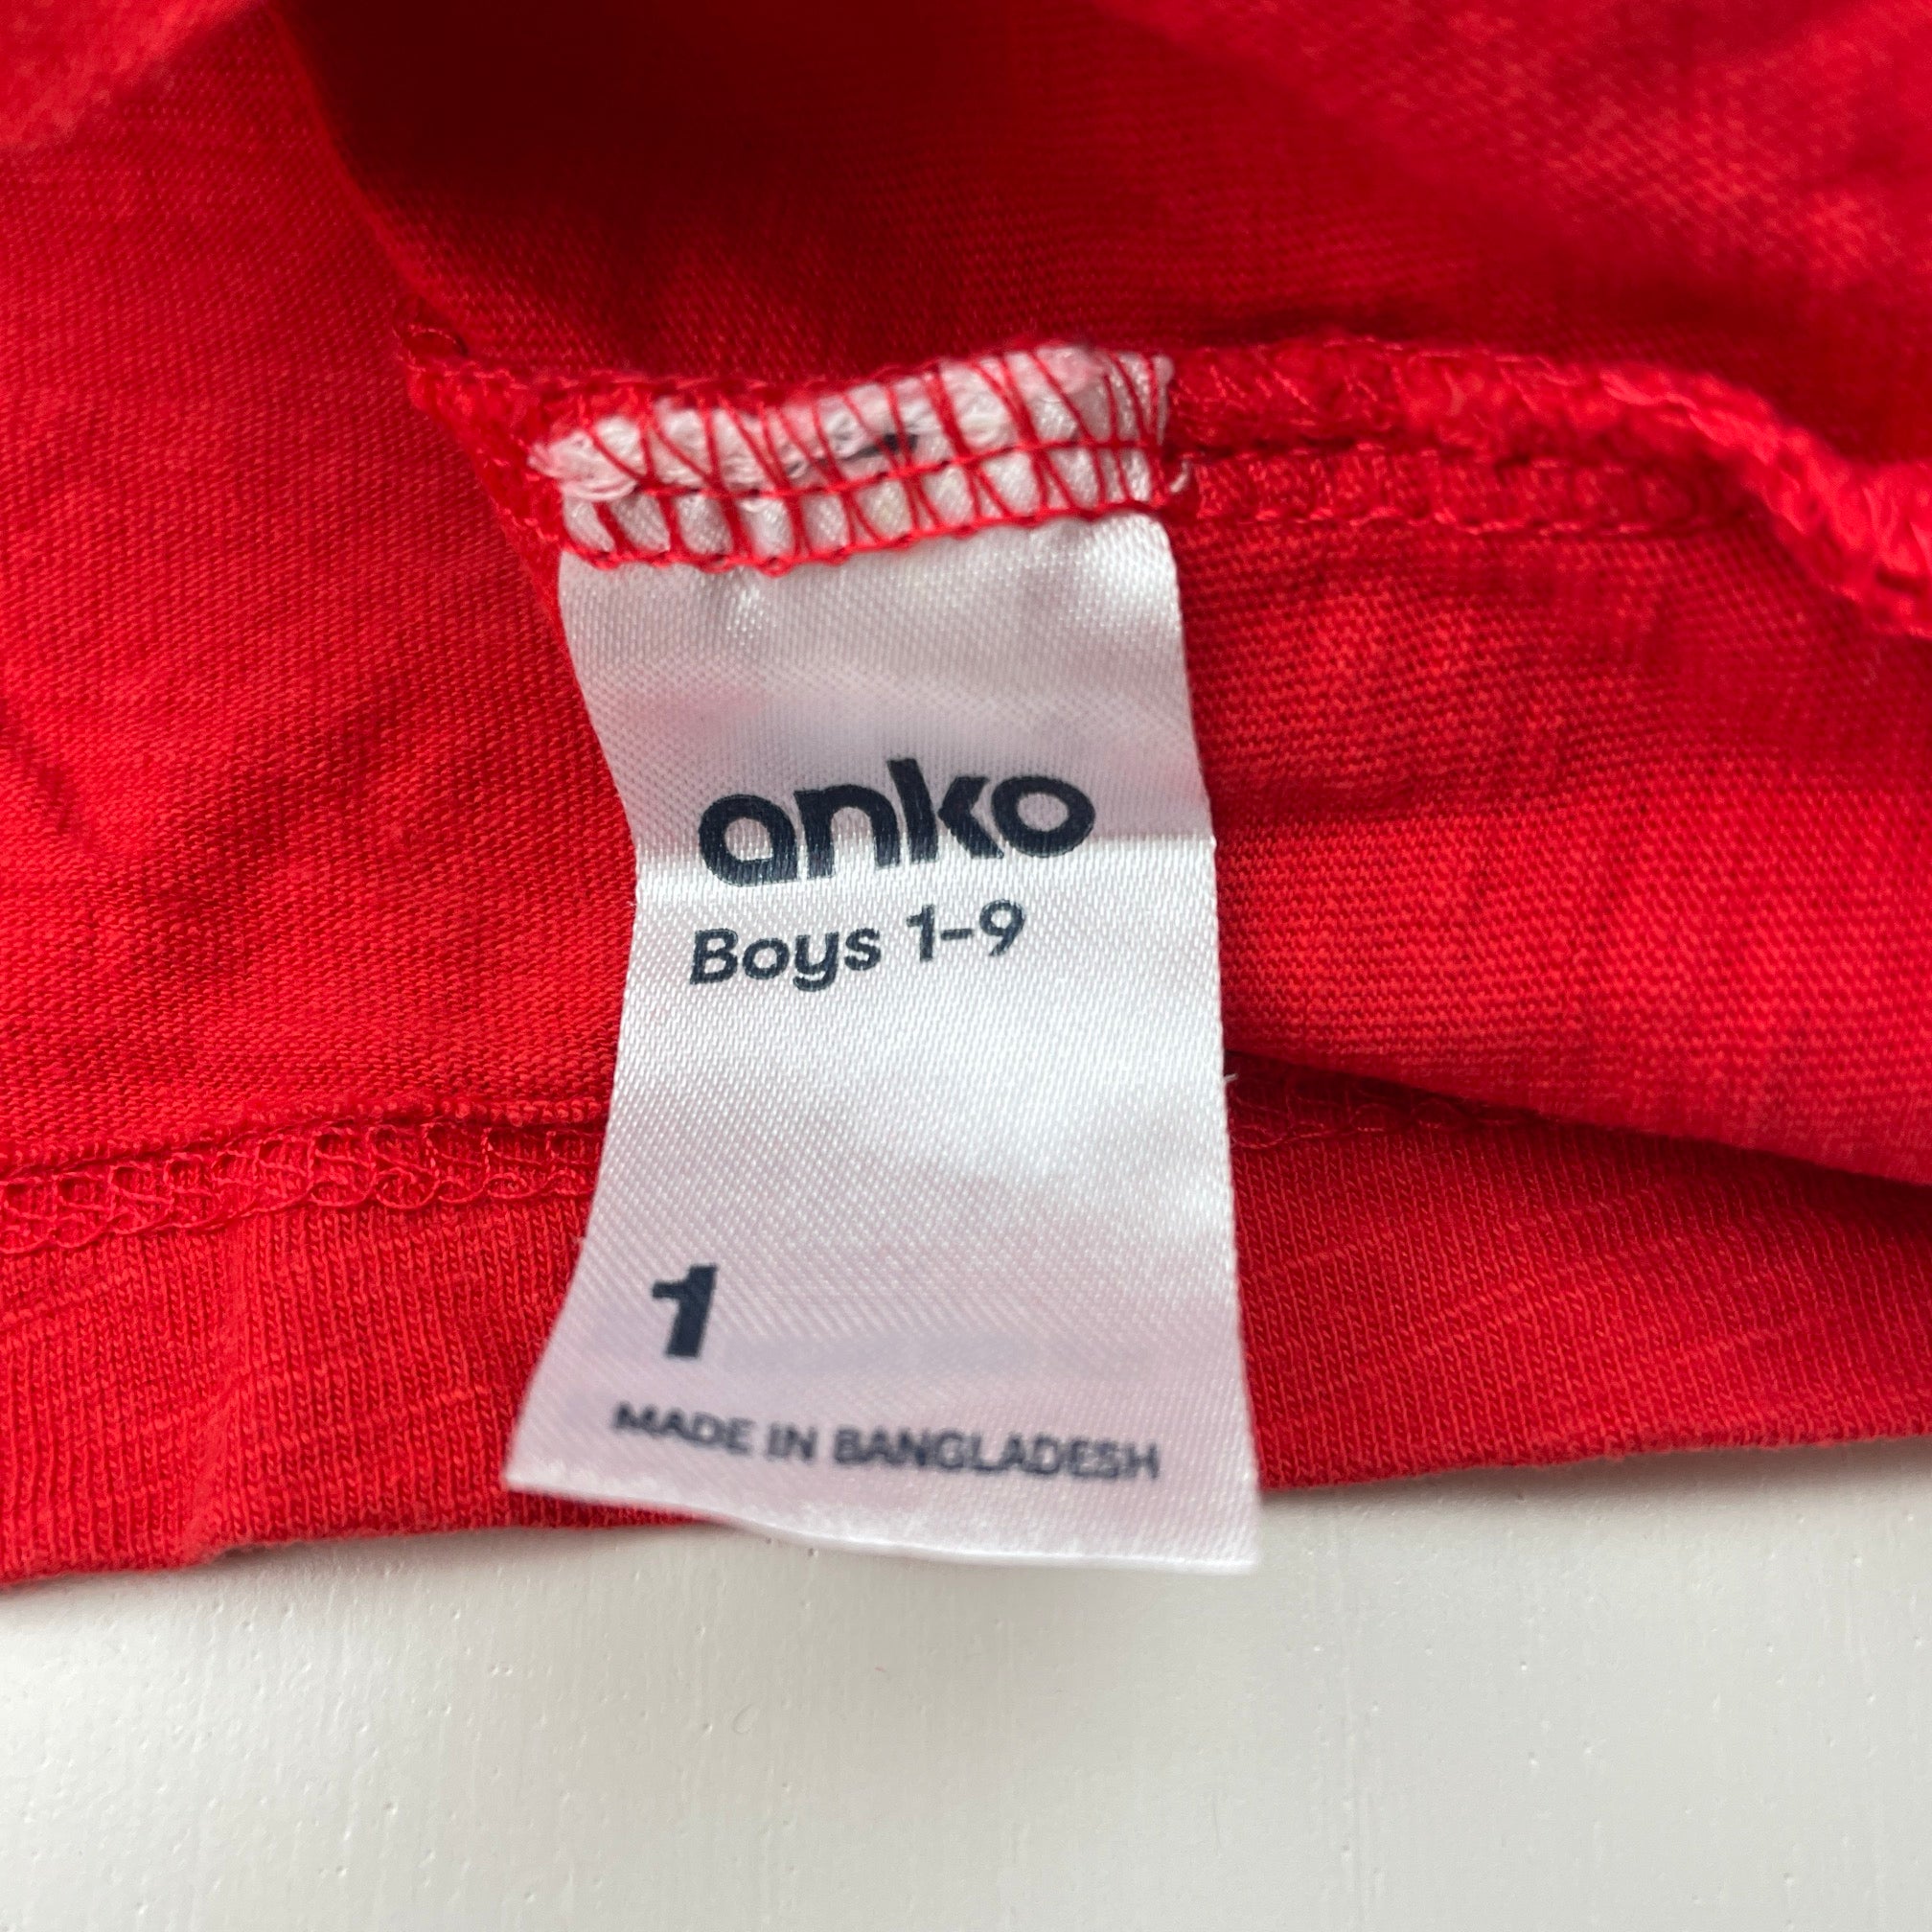 anko
Boys 1-9
1
MADE IN BANGLADESH